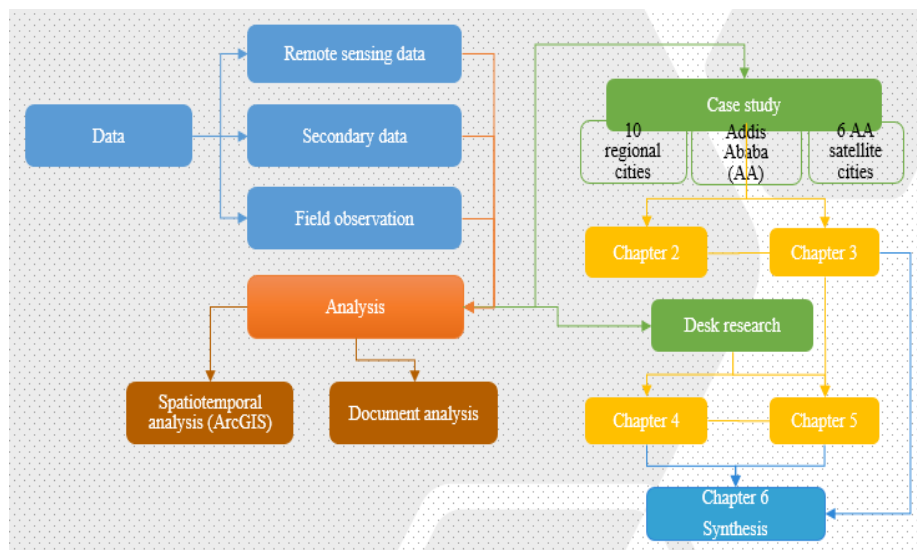 Remote sensing data
Data
Secondary data
Field observation
Analysis
Spatiotemporal
analysis (ArcGIS)
Document analysis
Case study
10
regional
cities
Addis
Ababa
(AA)
6 AA
satellite
cities
Chapter 2
Chapter 3
Desk research
Chapter 4
Chapter 5
Chapter 6
Synthesis